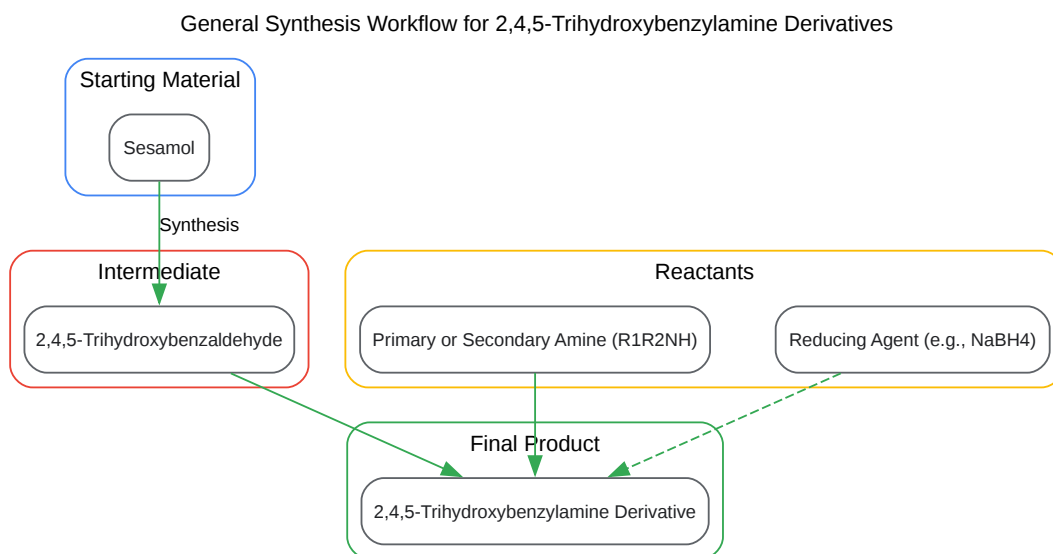 General Synthesis Workflow for 2,4,5-Trihydroxybenzylamine Derivatives
Starting Material
Sesamol
Synthesis
Intermediate
2,4,5-Trihydroxybenzaldehyde
Reactants
Primary or Secondary Amine (R1R2NH)
Reducing Agent (e.g., NaBH4)
Final Product
2,4,5-Trihydroxybenzylamine Derivative